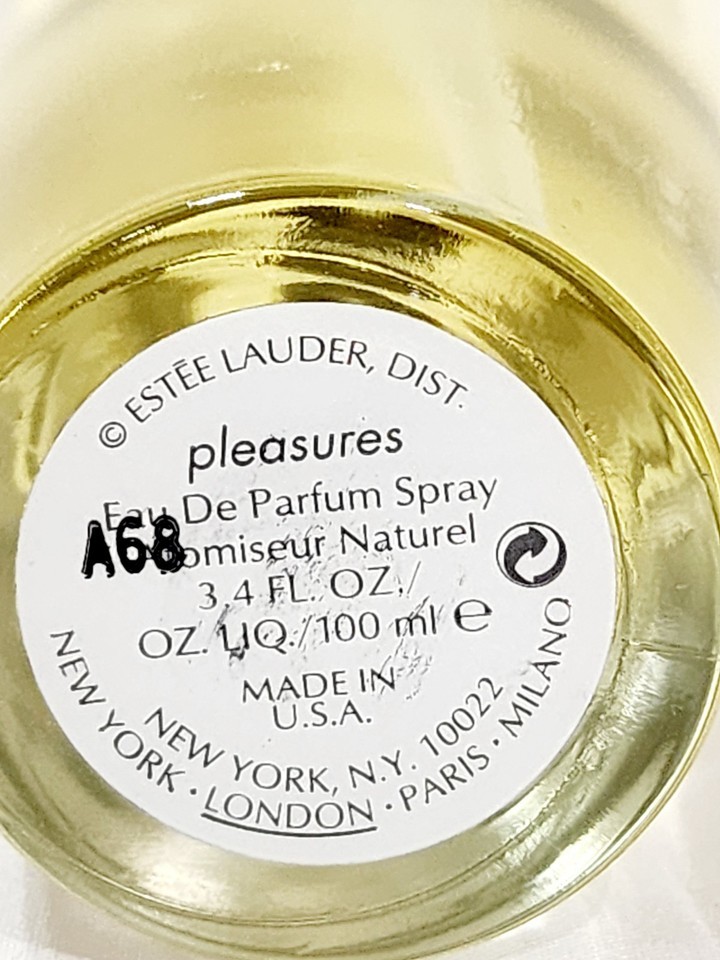 © ESTĒE LAUDER, DIST.
pleasures
Eau De Parfum Spray
A68
Naturel
3.4 FL. OZ./
OZ. LIQ./100 ml e
MADE IN
U.S.A.
NEW YORK, N.Y. 10022
NEW YORK · LONDON · PARIS · MILANO